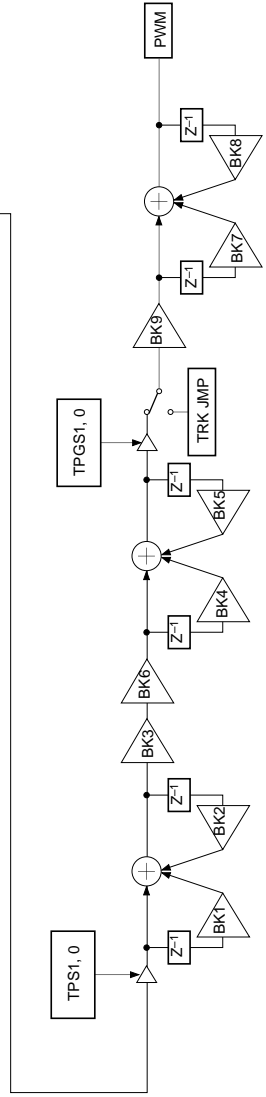 TPS1, 0
Z⁻¹
BK1
Z⁻¹
BK2
BK3
BK6
Z⁻¹
BK4
Z⁻¹
BK5
TPGS1, 0
TRK JMP
BK9
Z⁻¹
BK7
Z⁻¹
BK8
PWM